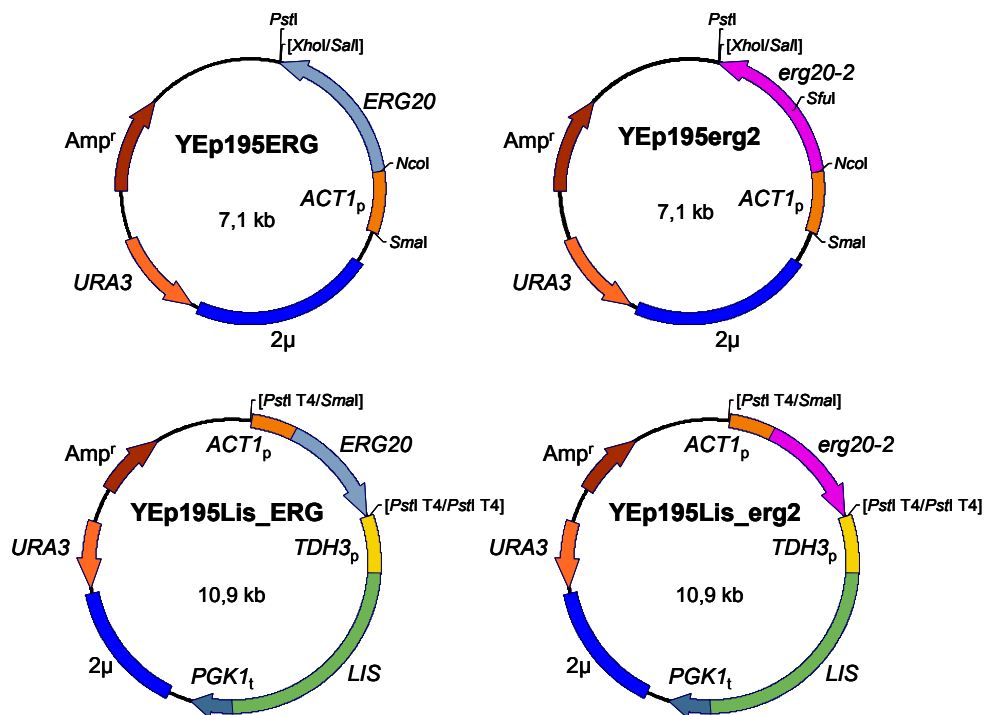 PstI
[XhoI/SalI]
ERG20
Ampʳ
YEp195ERG
NcoI
ACT1ₚ
7,1 kb
SmaI
URA3
2µ
PstI
[XhoI/SalI]
erg20-2
SfuI
Ampʳ
YEp195erg2
NcoI
ACT1ₚ
7,1 kb
SmaI
URA3
2µ
[PstI T4/SmaI]
ACT1ₚ
ERG20
Ampʳ
[PstI T4/PstI T4]
YEp195Lis_ERG
URA3
TDH3ₚ
10,9 kb
2µ
PGK1ₜ
LIS
[PstI T4/SmaI]
ACT1ₚ
erg20-2
Ampʳ
[PstI T4/PstI T4]
YEp195Lis_erg2
URA3
TDH3ₚ
10,9 kb
2µ
PGK1ₜ
LIS